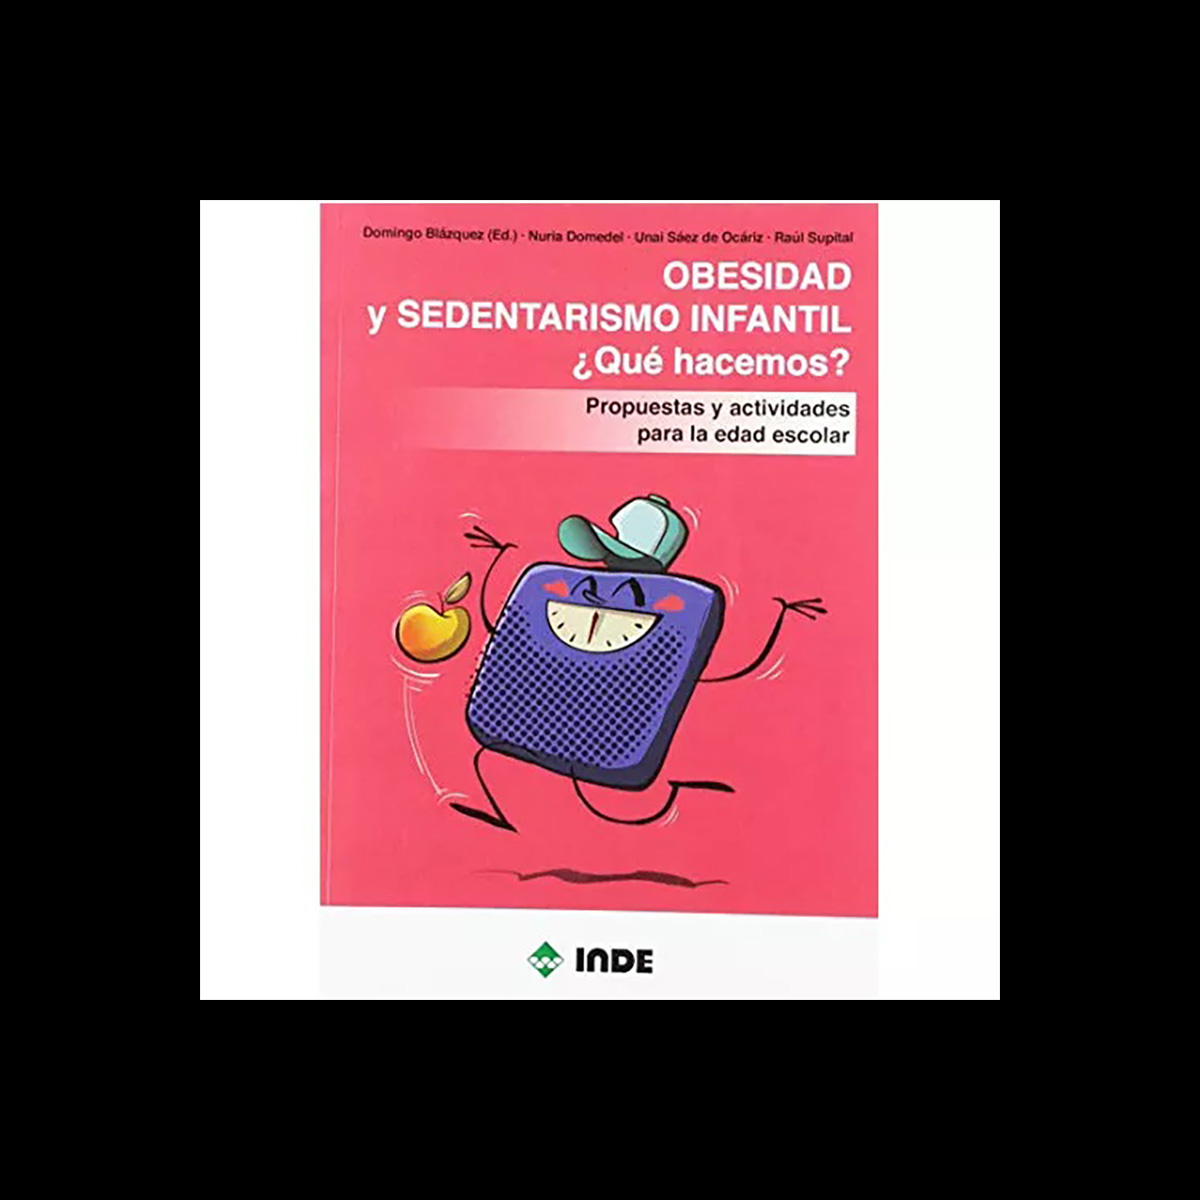 Domingo Blázquez (Ed.) · Nuria Domedel · Unai Sáez de Ocáriz · Raúl Supital
OBESIDAD
y SEDENTARISMO INFANTIL
¿Qué hacemos?
Propuestas y actividades
para la edad escolar
INDE